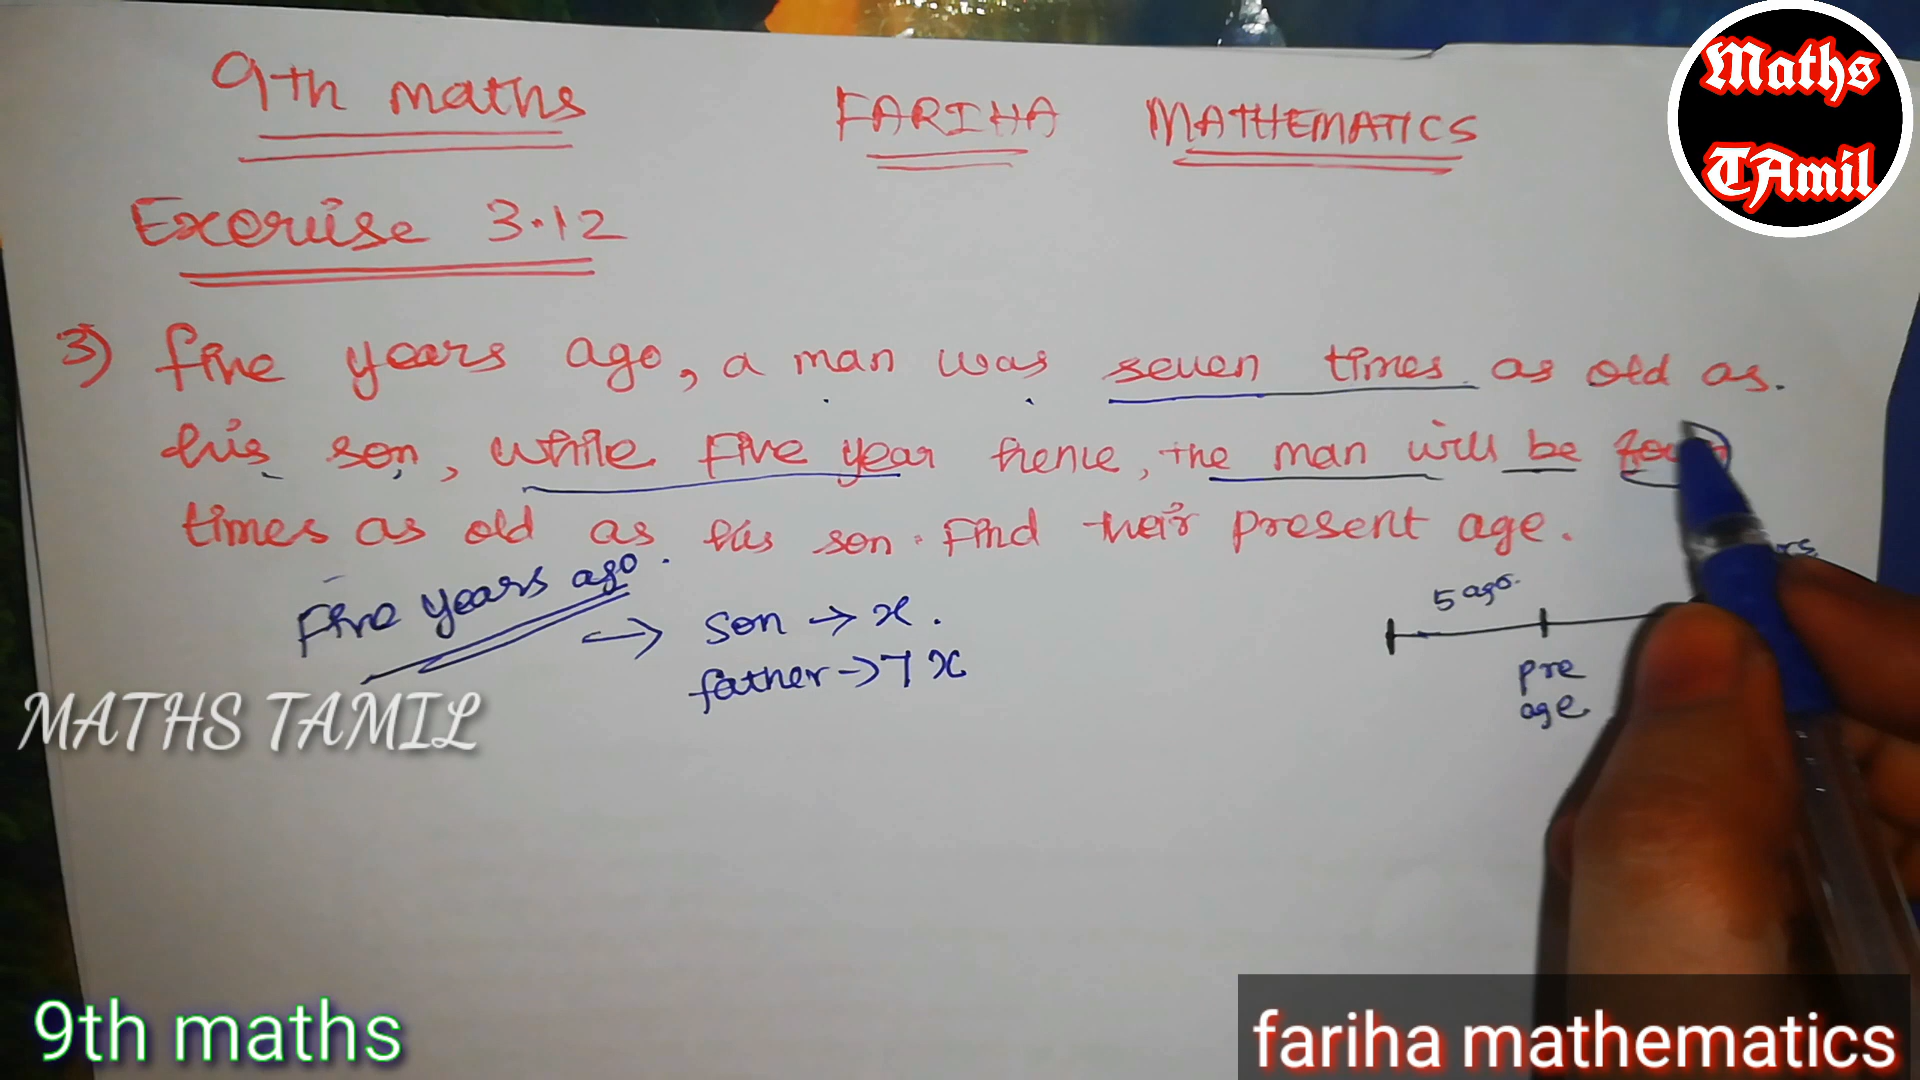 9th maths
FARIHA MATHEMATICS
Maths
TAmil
Exercise 3.12
3) Five years ago, a man was seven times as old as.
his son, while Five year hence, the man will be
times as old as his son. Find their present age.
Five years ago.
→ son → x.
father → 7x
5 ago.
pre
age
MATHS TAMIL
9th maths
fariha mathematics